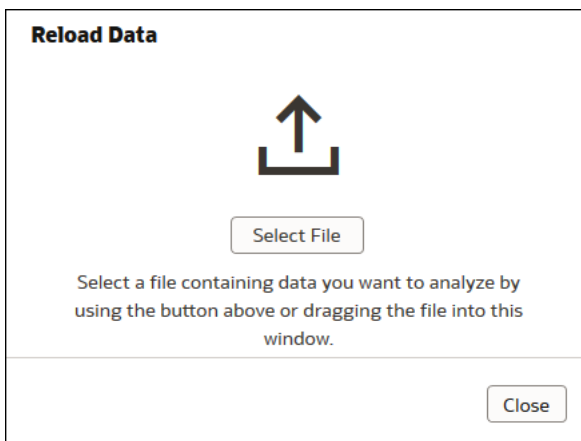 Reload Data
Select File
Select a file containing data you want to analyze by
using the button above or dragging the file into this
window.
Close